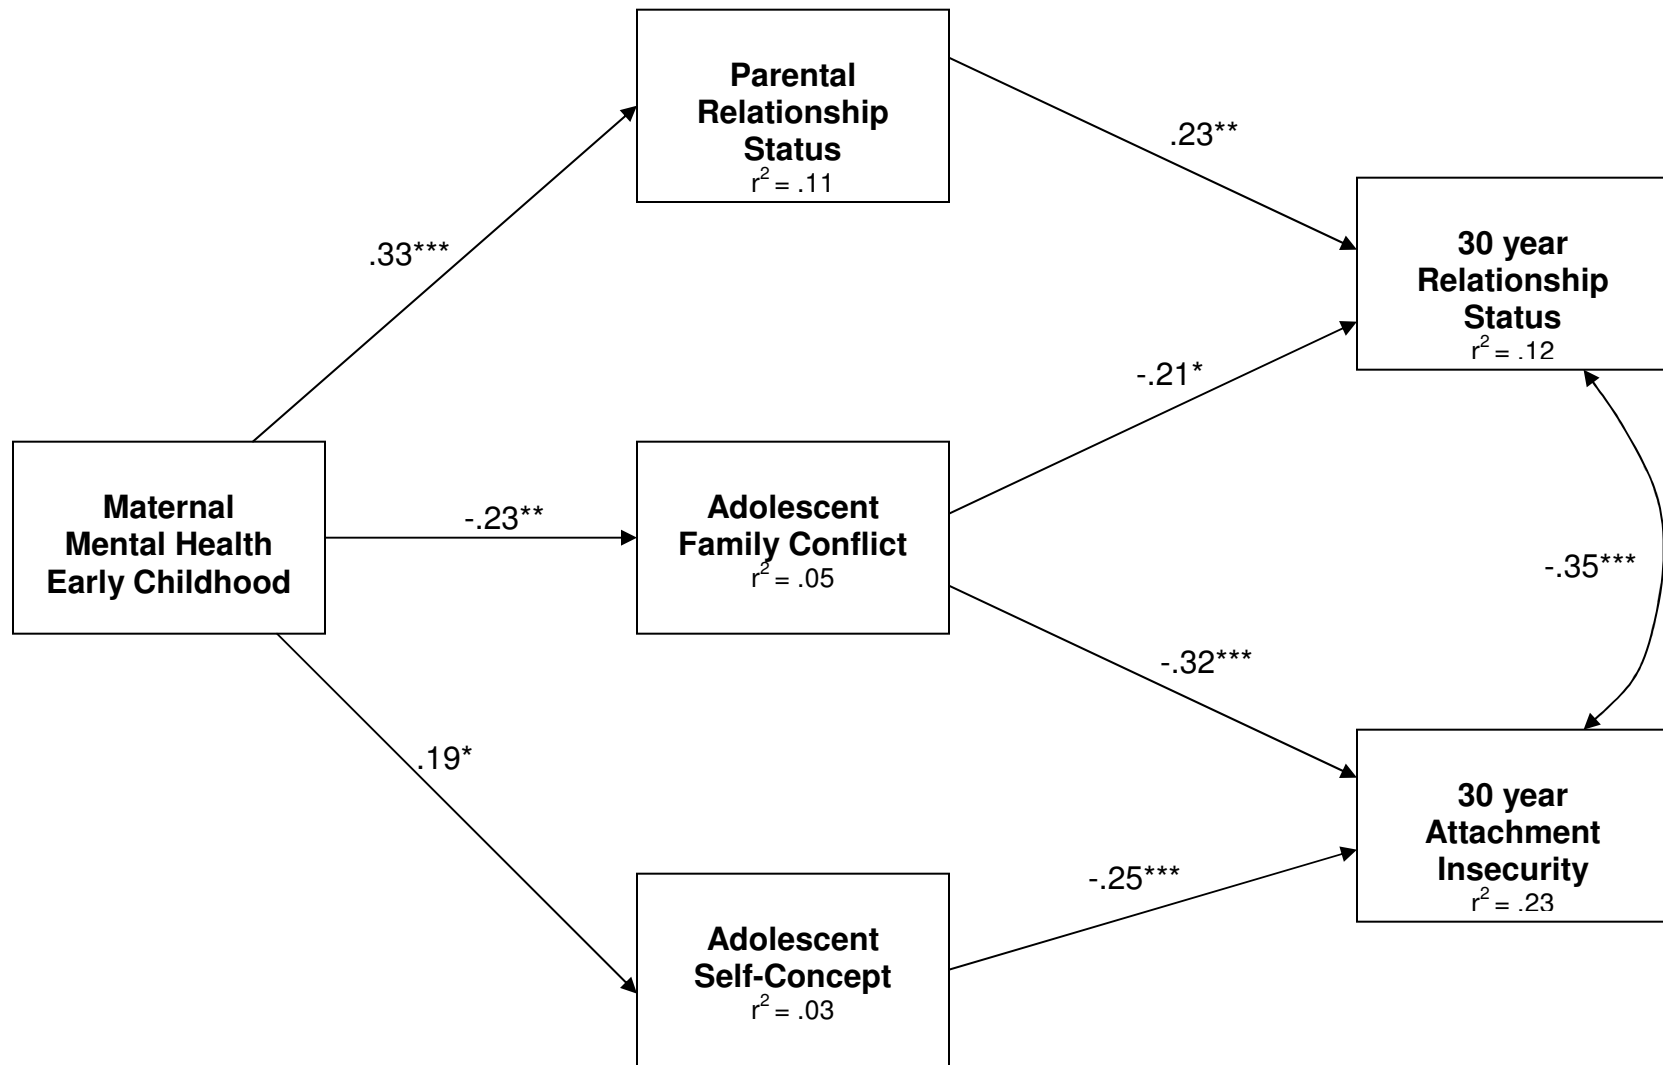 Parental
Relationship
Status
r² = .11
.23**
30 year
Relationship
Status
r² = .12
.33***
-.21*
Maternal
Mental Health
Early Childhood
-.23**
Adolescent
Family Conflict
r² = .05
-.35***
-.32***
.19*
30 year
Attachment
Insecurity
r² = .23
-.25***
Adolescent
Self-Concept
r² = .03